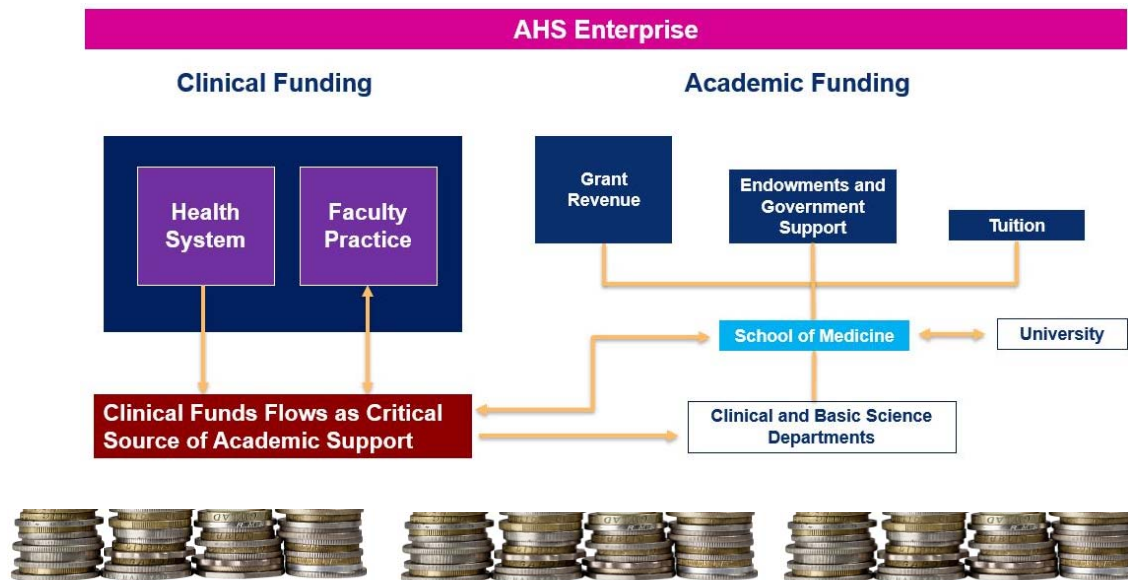 AHS Enterprise
Clinical Funding
Academic Funding
Health
System
Faculty
Practice
Grant
Revenue
Endowments and
Government
Support
Tuition
School of Medicine
University
Clinical Funds Flows as Critical
Source of Academic Support
Clinical and Basic Science
Departments